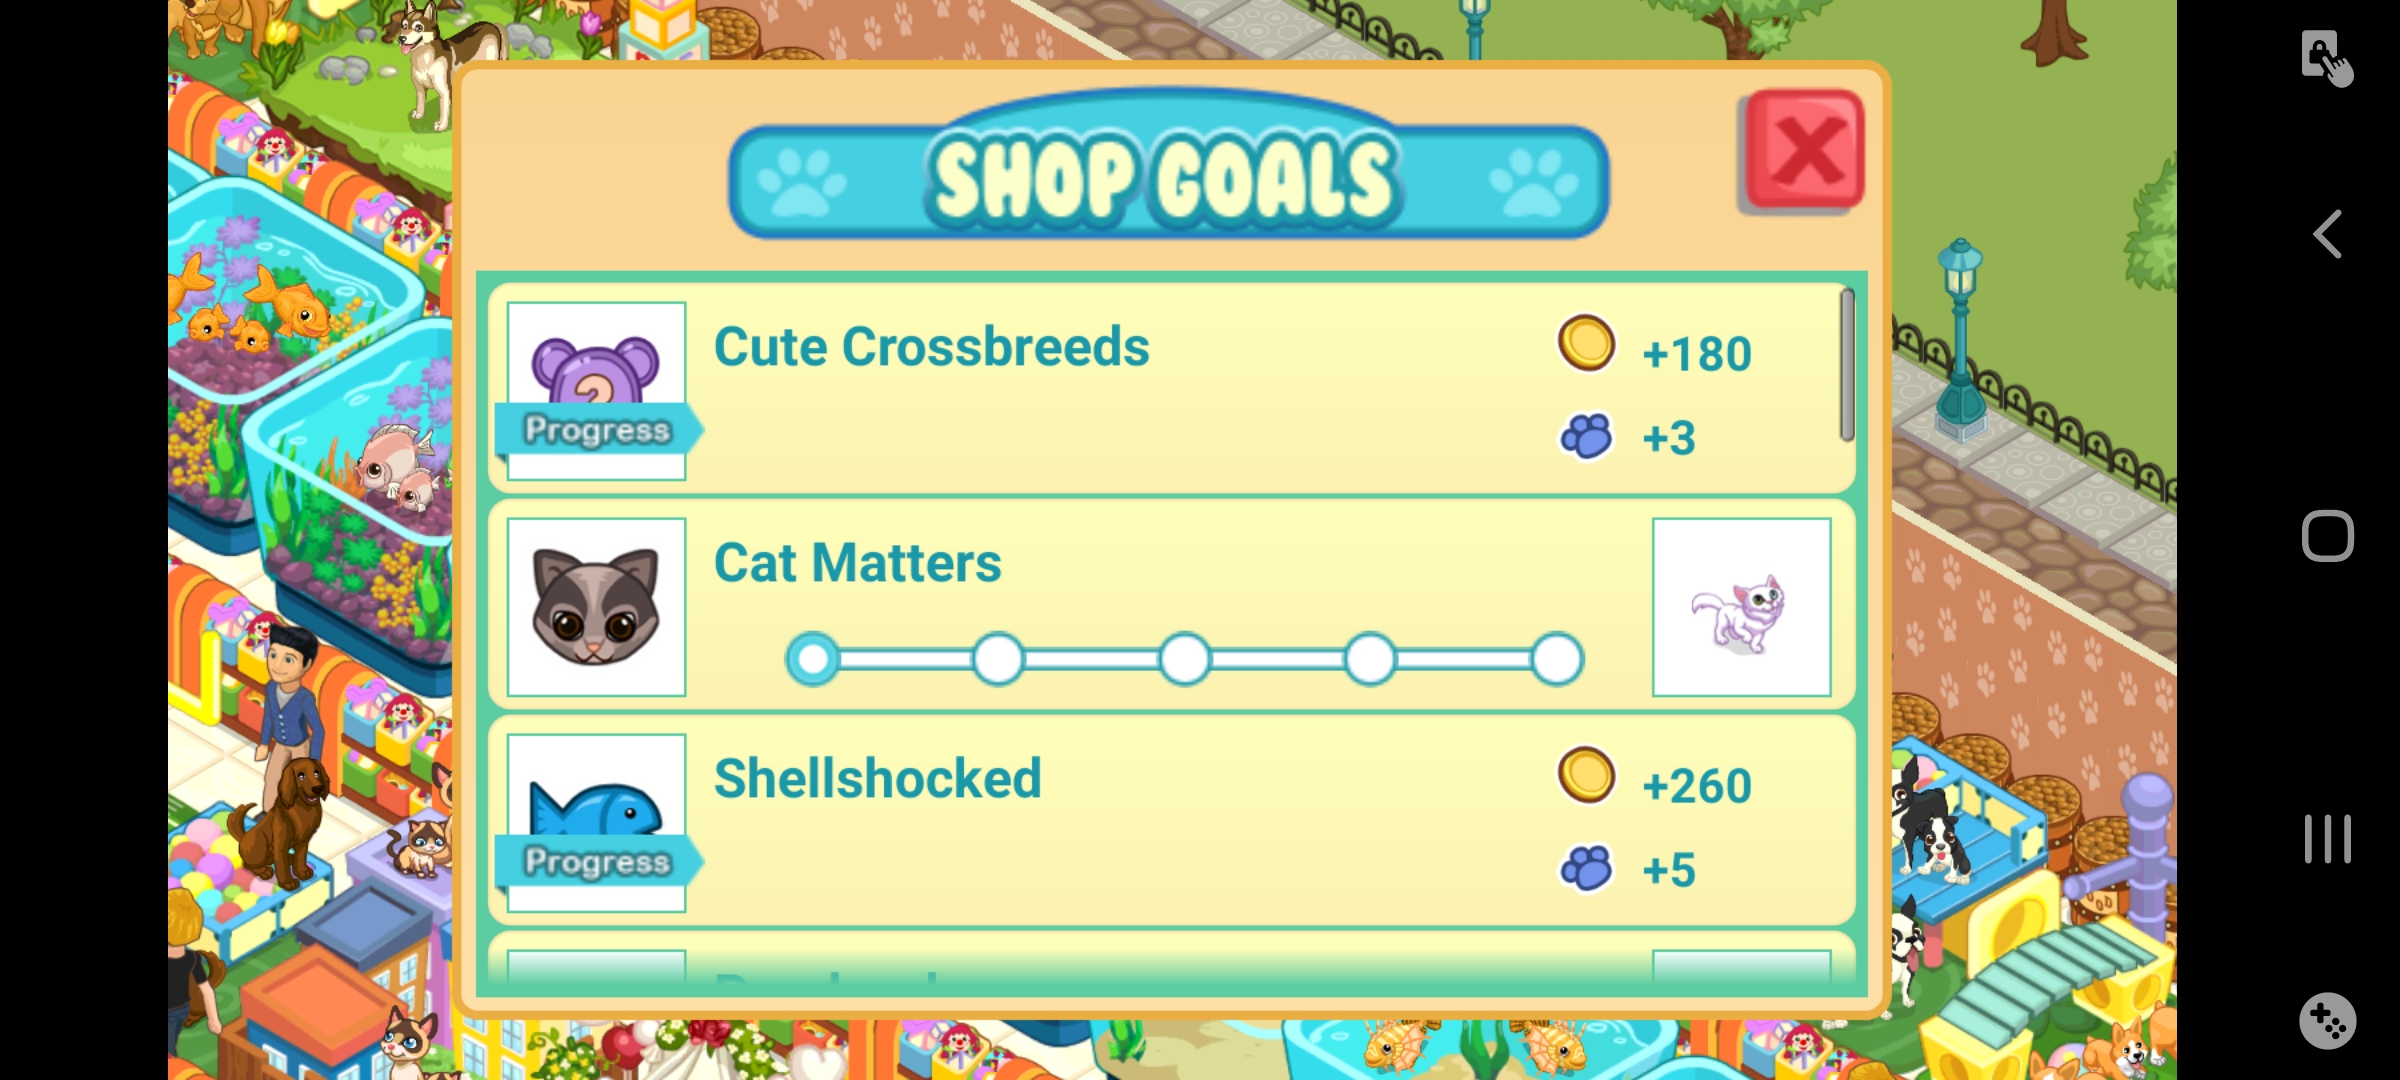 SHOP GOALS
Cute Crossbreeds
+180
Progress
+3
Cat Matters
Shellshocked
+260
Progress
+5